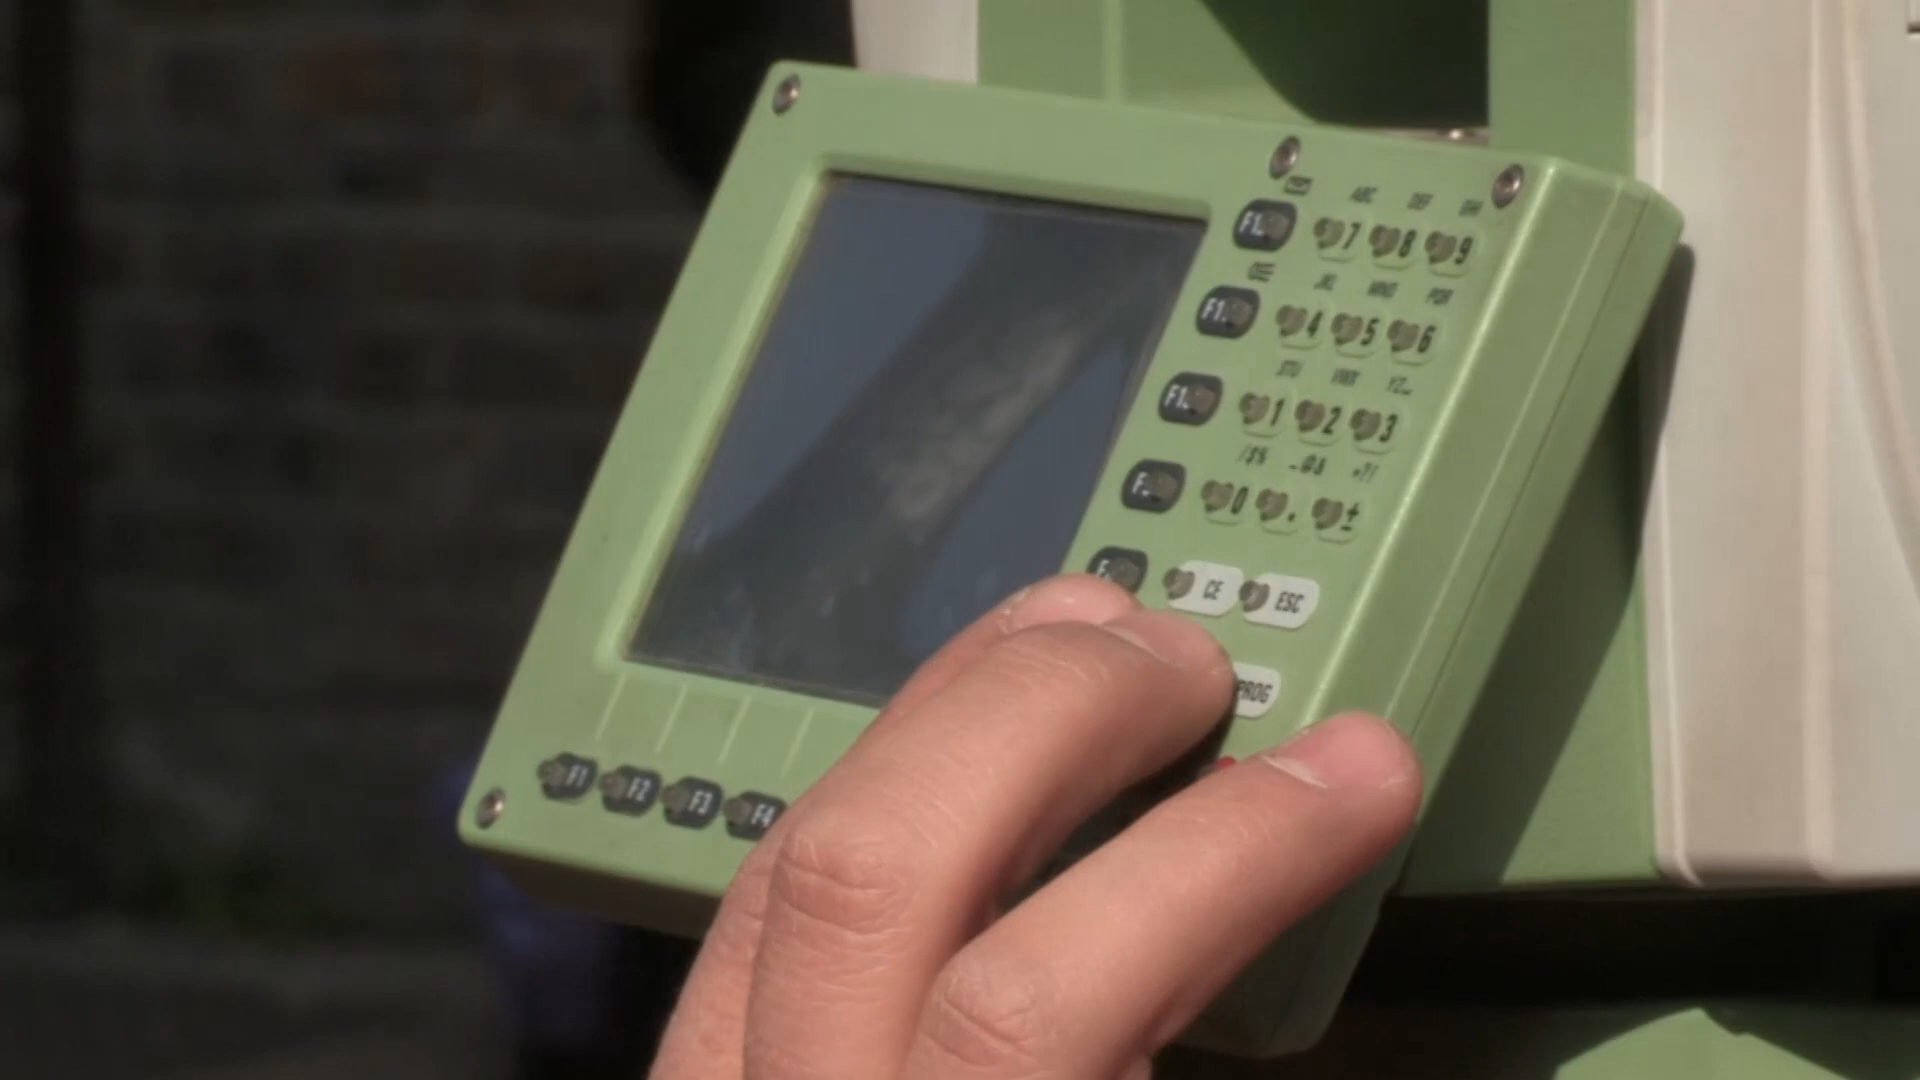 ABC DEF GHI
F1 7 8 9
JKL MNO PQR
F1 4 5 6
STU VWX YZ
F1 1 2 3
/$% _@& *?!
F 0 . ±
F CE ESC
PROG
F1 F2 F3 F4